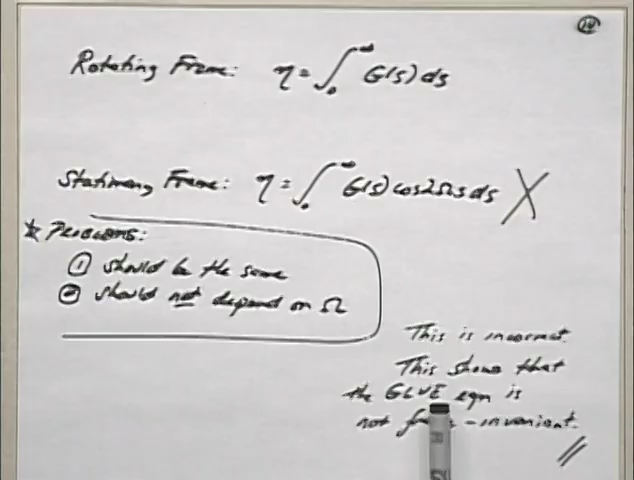 14
Rotating Frame: η = ∫₀^∞ G(s) ds
Stationary Frame: η = ∫₀^∞ G(s) cos2Ωs ds X
* Problems:
① should be the same
② should not depend on Ω
This is incorrect.
This shows that
the GLVE eqn is
not -invariant.